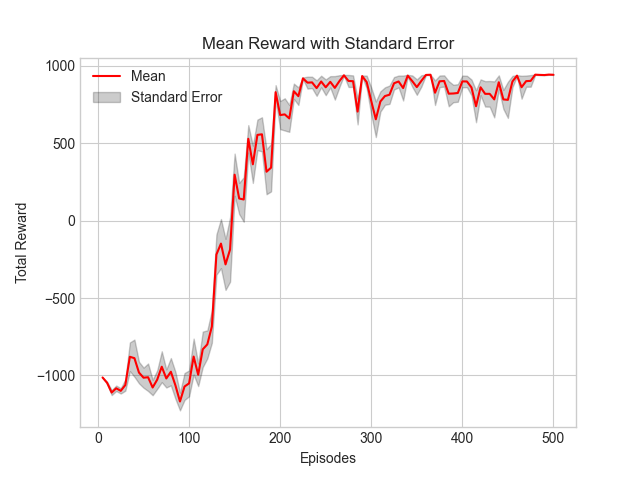 Mean Reward with Standard Error
Mean
Standard Error
Total Reward
1000
500
0
−500
−1000
0 100 200 300 400 500
Episodes